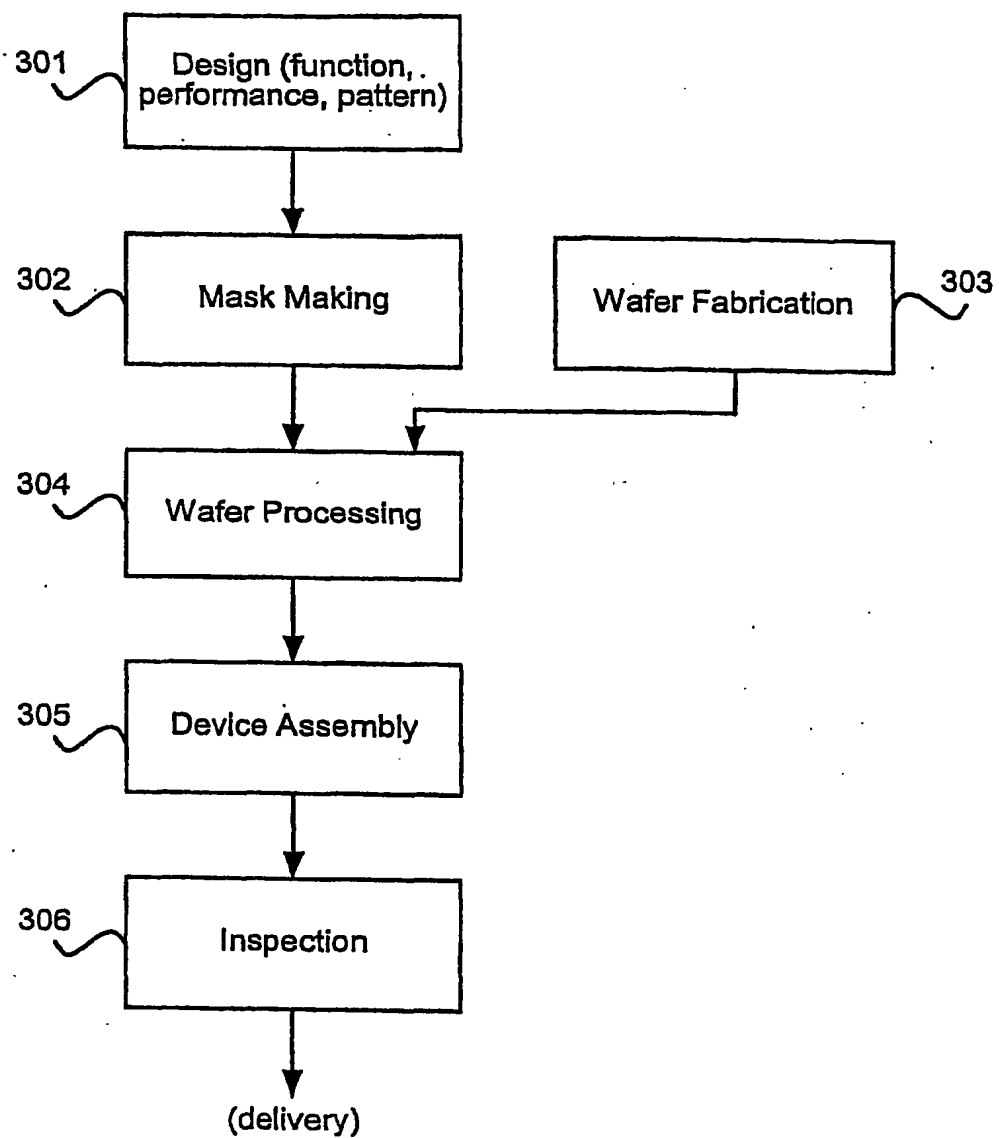 301
Design (function,
performance, pattern)
302
Mask Making
Wafer Fabrication
303
304
Wafer Processing
305
Device Assembly
306
Inspection
(delivery)